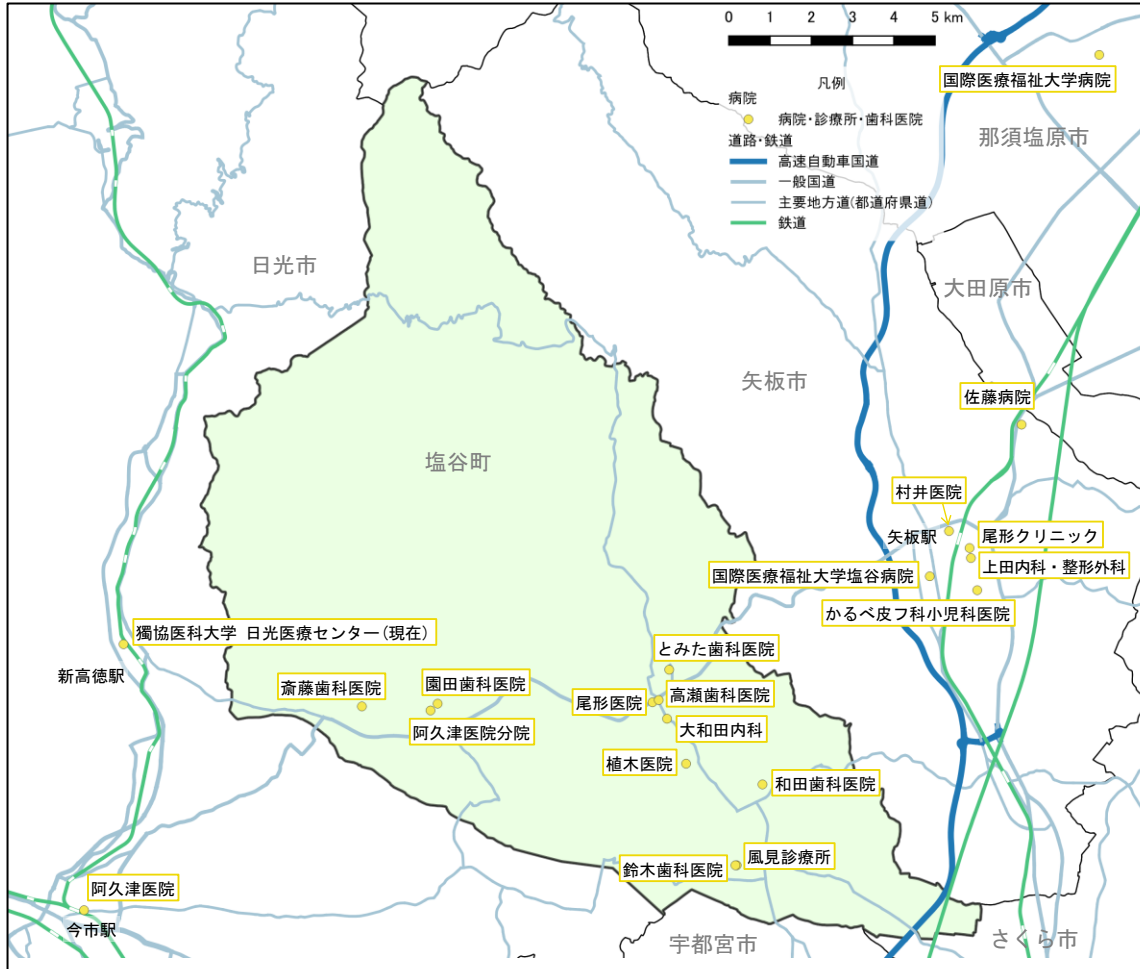 0 1 2 3 4 5 km
凡例
病院
病院・診療所・歯科医院
道路・鉄道
高速自動車国道
一般国道
主要地方道(都道府県道)
鉄道
国際医療福祉大学病院
那須塩原市
日光市
大田原市
矢板市
佐藤病院
塩谷町
村井医院
矢板駅
尾形クリニック
上田内科・整形外科
国際医療福祉大学塩谷病院
かるべ皮フ科小児科医院
獨協医科大学 日光医療センター(現在)
新高徳駅
とみた歯科医院
斎藤歯科医院
園田歯科医院
尾形医院
高瀬歯科医院
阿久津医院分院
大和田内科
植木医院
和田歯科医院
風見診療所
鈴木歯科医院
阿久津医院
今市駅
宇都宮市
さくら市